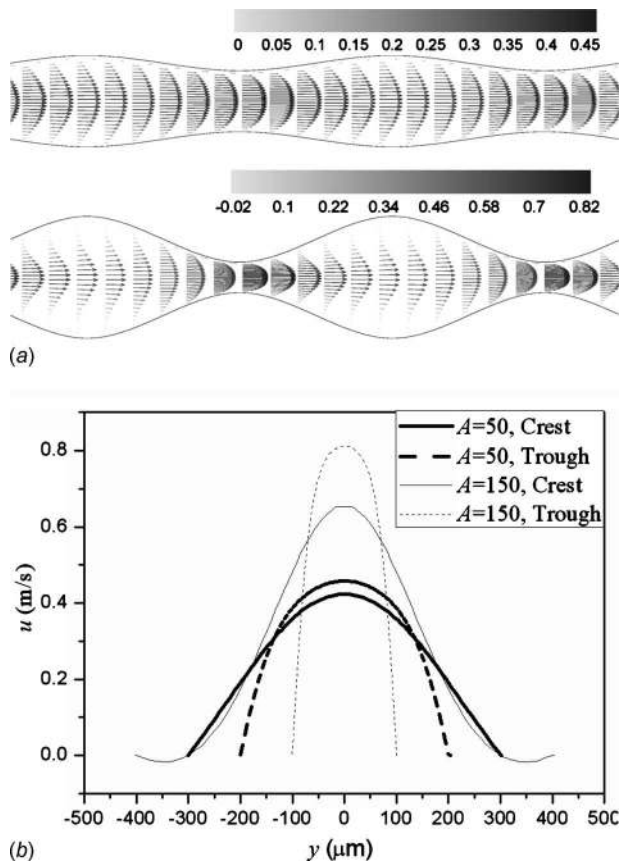 0 0.05 0.1 0.15 0.2 0.25 0.3 0.35 0.4 0.45
-0.02 0.1 0.22 0.34 0.46 0.58 0.7 0.82
(a)
A=50, Crest
A=50, Trough
A=150, Crest
A=150, Trough
0.8
0.6
0.4
0.2
0.0
u (m/s)
-500 -400 -300 -200 -100 0 100 200 300 400 500
y (μm)
(b)